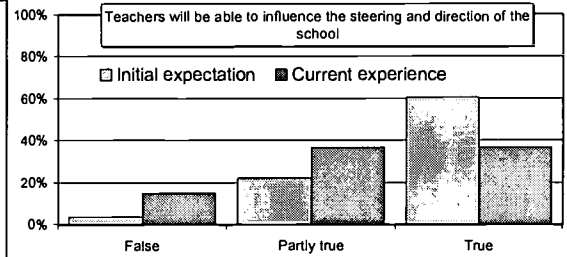 Teachers will be able to influence the steering and direction of the
school
Initial expectation Current experience
100%
80%
60%
40%
20%
0%
False Partly true True